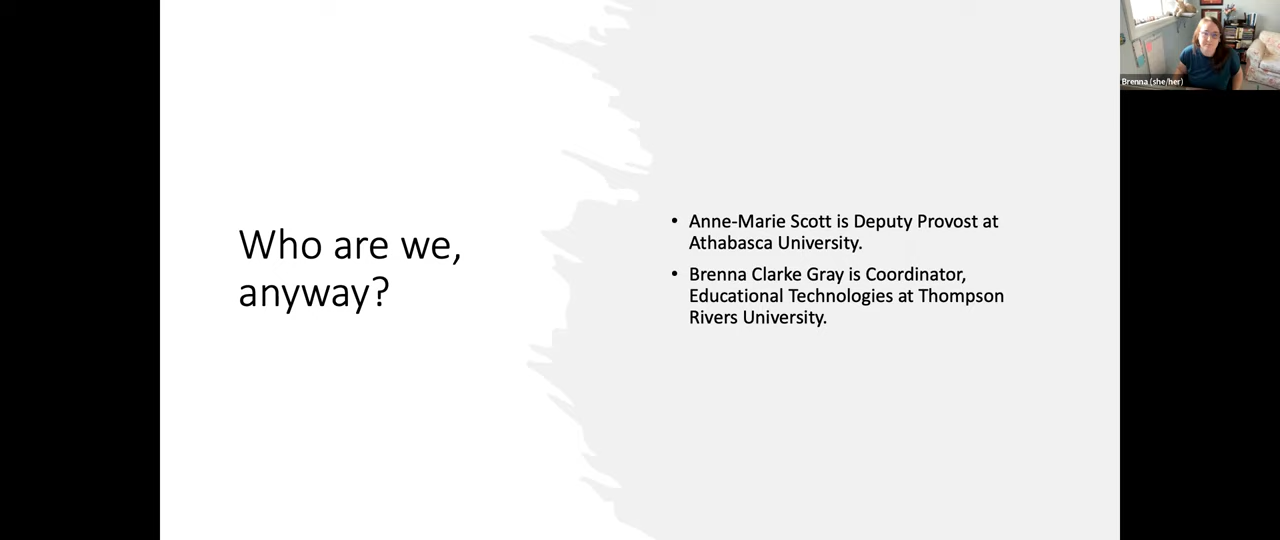 Who are we,
anyway?
• Anne-Marie Scott is Deputy Provost at
Athabasca University.
• Brenna Clarke Gray is Coordinator,
Educational Technologies at Thompson
Rivers University.
Brenna (she/her)